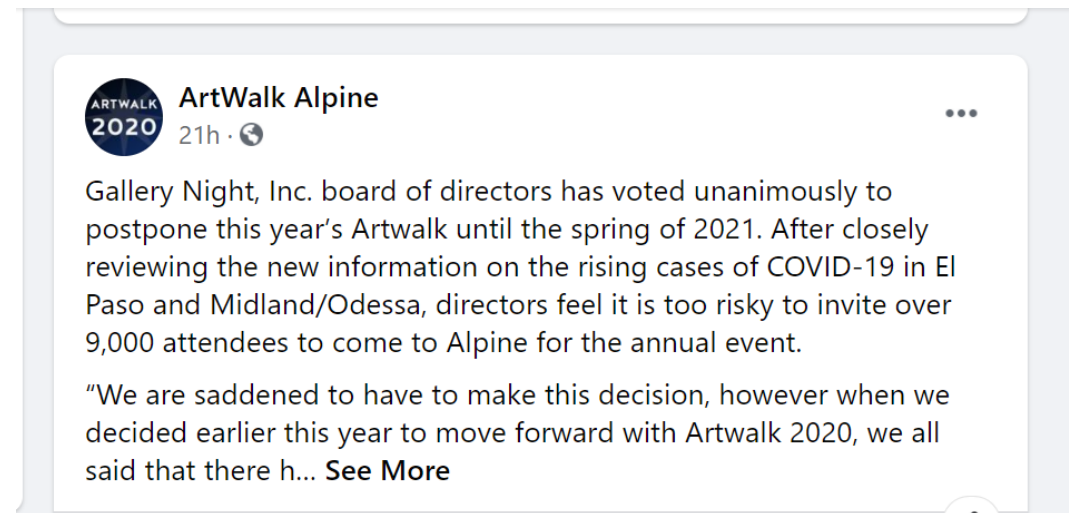 ARTWALK
2020
ArtWalk Alpine
21h ·
Gallery Night, Inc. board of directors has voted unanimously to
postpone this year’s Artwalk until the spring of 2021. After closely
reviewing the new information on the rising cases of COVID-19 in El
Paso and Midland/Odessa, directors feel it is too risky to invite over
9,000 attendees to come to Alpine for the annual event.
“We are saddened to have to make this decision, however when we
decided earlier this year to move forward with Artwalk 2020, we all
said that there h... See More